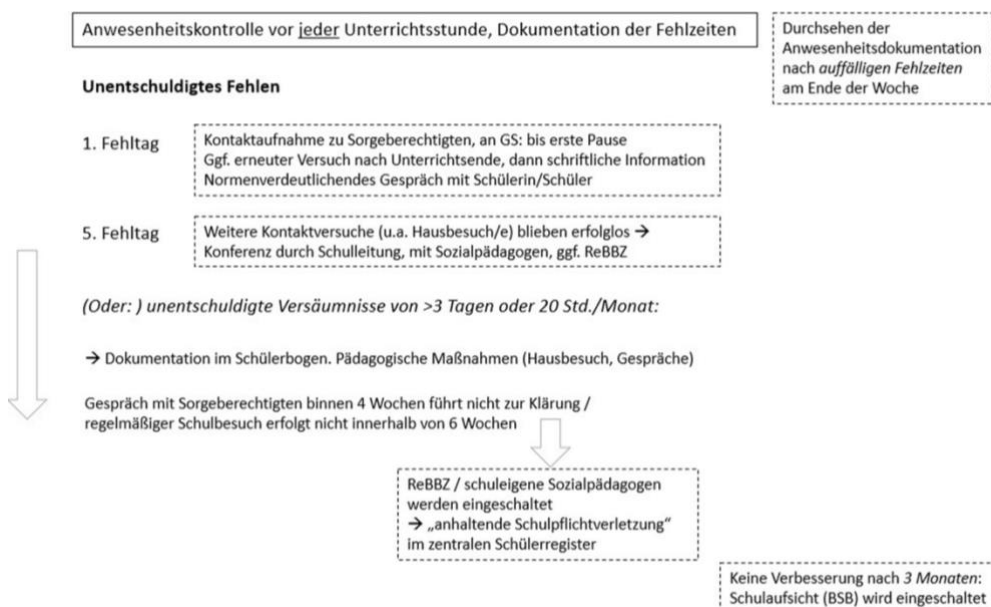 Anwesenheitskontrolle vor jeder Unterrichtsstunde, Dokumentation der Fehlzeiten
Durchsehen der
Anwesenheitsdokumentation
nach auffälligen Fehlzeiten
am Ende der Woche
Unentschuldigtes Fehlen
1. Fehltag
Kontaktaufnahme zu Sorgeberechtigten, an GS: bis erste Pause
Ggf. erneuter Versuch nach Unterrichtsende, dann schriftliche Information
Normenverdeutlichendes Gespräch mit Schülerin/Schüler
5. Fehltag
Weitere Kontaktversuche (u.a. Hausbesuch/e) blieben erfolglos →
Konferenz durch Schulleitung, mit Sozialpädagogen, ggf. ReBBZ
(Oder: ) unentschuldigte Versäumnisse von >3 Tagen oder 20 Std./Monat:
→ Dokumentation im Schülerbogen. Pädagogische Maßnahmen (Hausbesuch, Gespräche)
Gespräch mit Sorgeberechtigten binnen 4 Wochen führt nicht zur Klärung /
regelmäßiger Schulbesuch erfolgt nicht innerhalb von 6 Wochen
ReBBZ / schuleigene Sozialpädagogen
werden eingeschaltet
→ „anhaltende Schulpflichtverletzung“
im zentralen Schülerregister
Keine Verbesserung nach 3 Monaten:
Schulaufsicht (BSB) wird eingeschaltet